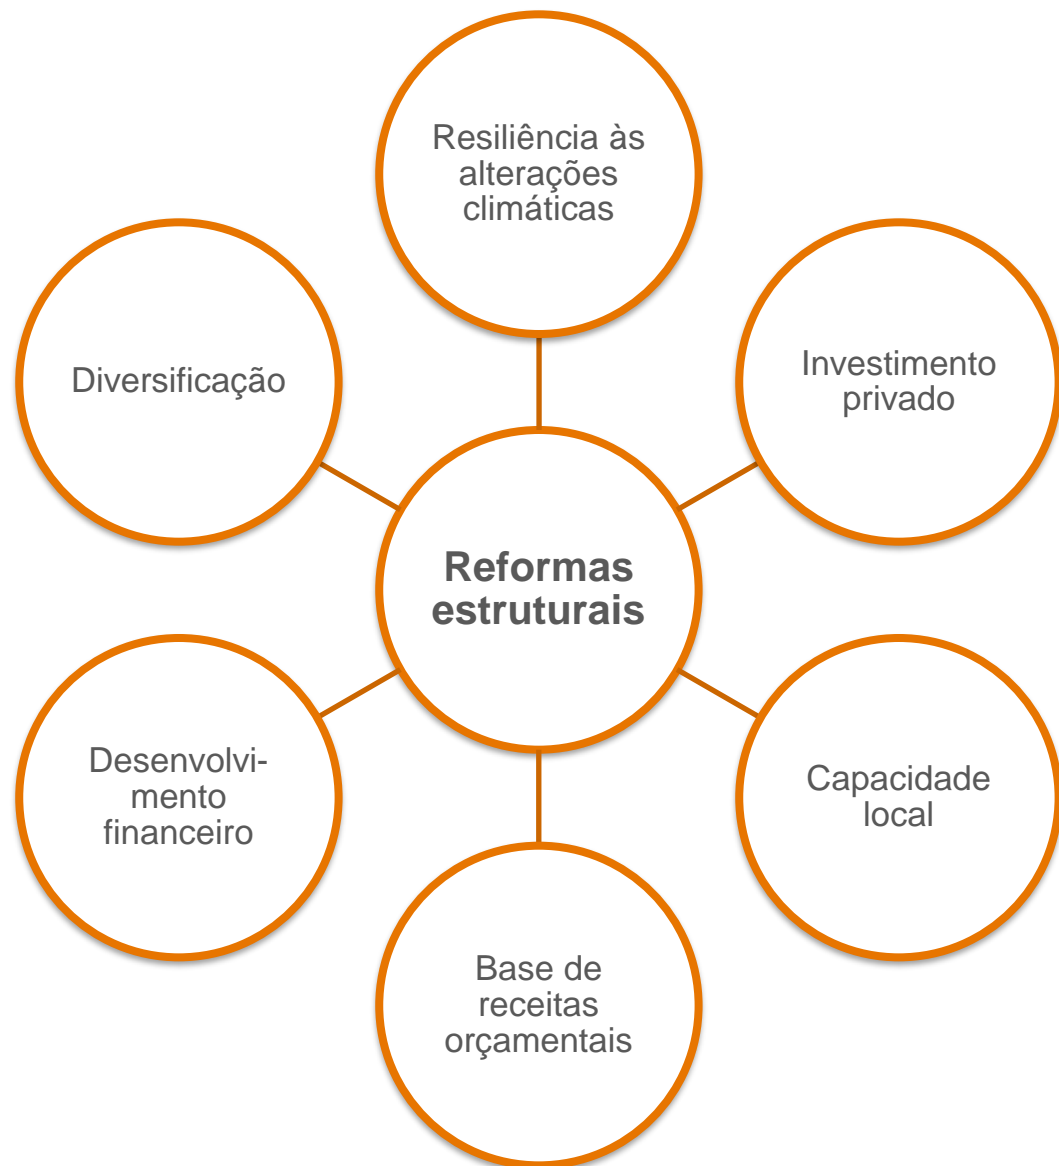 Resiliência às
alterações
climáticas
Diversificação
Investimento
privado
Reformas
estruturais
Desenvolvi-
mento
financeiro
Capacidade
local
Base de
receitas
orçamentais